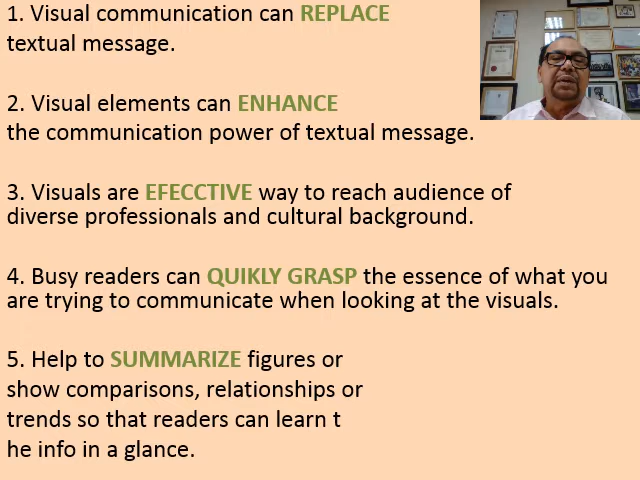 1. Visual communication can REPLACE
textual message.
2. Visual elements can ENHANCE
the communication power of textual message.
3. Visuals are EFECCTIVE way to reach audience of
diverse professionals and cultural background.
4. Busy readers can QUIKLY GRASP the essence of what you
are trying to communicate when looking at the visuals.
5. Help to SUMMARIZE figures or
show comparisons, relationships or
trends so that readers can learn t
he info in a glance.